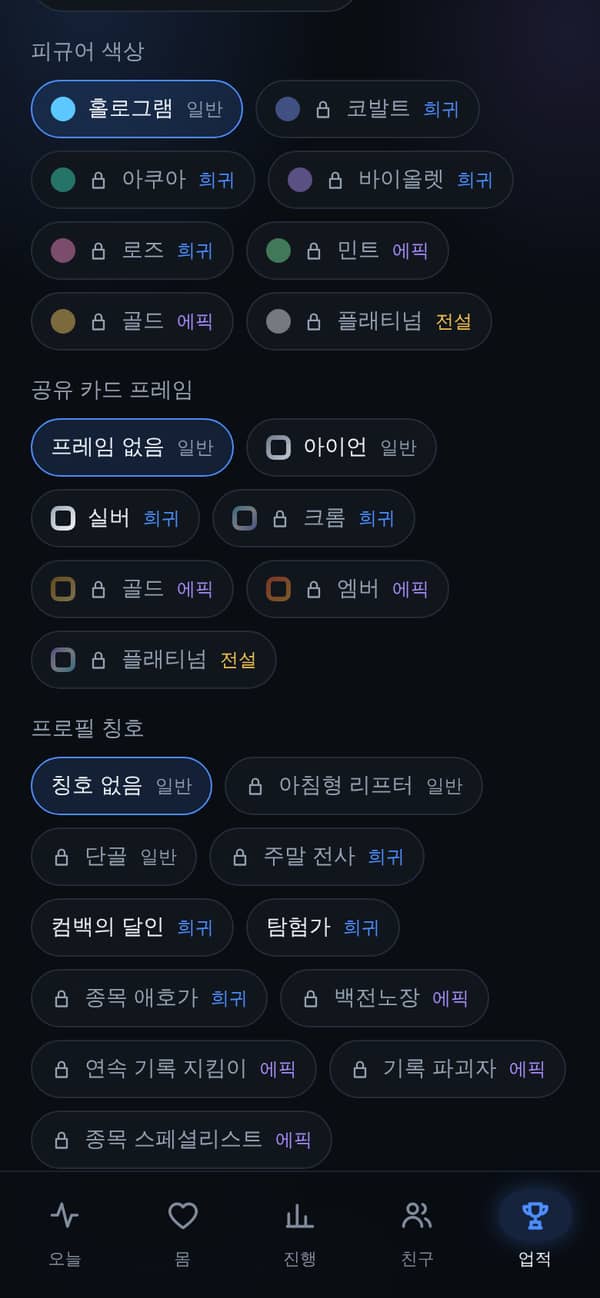 피규어 색상
홀로그램 일반 코발트 희귀
아쿠아 희귀 바이올렛 희귀
로즈 희귀 민트 에픽
골드 에픽 플래티넘 전설
공유 카드 프레임
프레임 없음 일반 아이언 일반
실버 희귀 크롬 희귀
골드 에픽 엠버 에픽
플래티넘 전설
프로필 칭호
칭호 없음 일반 아침형 리프터 일반
단골 일반 주말 전사 희귀
컴백의 달인 희귀 탐험가 희귀
종목 애호가 희귀 백전노장 에픽
연속 기록 지킴이 에픽 기록 파괴자 에픽
종목 스페셜리스트 에픽
오늘 몸 진행 친구 업적